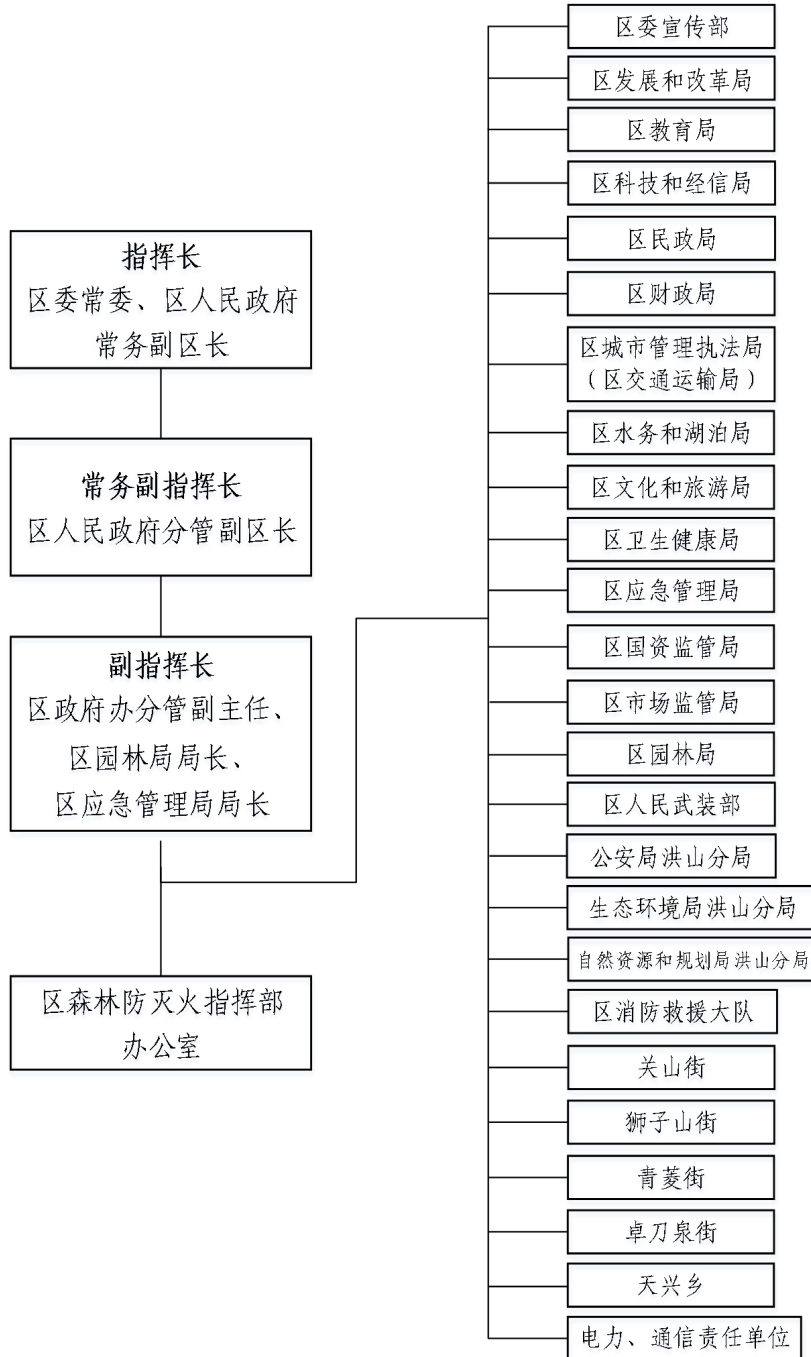 指挥长
区委常委、区人民政府
常务副区长
常务副指挥长
区人民政府分管副区长
副指挥长
区政府办分管副主任、
区园林局局长、
区应急管理局局长
区森林防灭火指挥部
办公室
区委宣传部
区发展和改革局
区教育局
区科技和经信局
区民政局
区财政局
区城市管理执法局
（区交通运输局）
区水务和湖泊局
区文化和旅游局
区卫生健康局
区应急管理局
区国资监管局
区市场监管局
区园林局
区人民武装部
公安局洪山分局
生态环境局洪山分局
自然资源和规划局洪山分局
区消防救援大队
关山街
狮子山街
青菱街
卓刀泉街
天兴乡
电力、通信责任单位